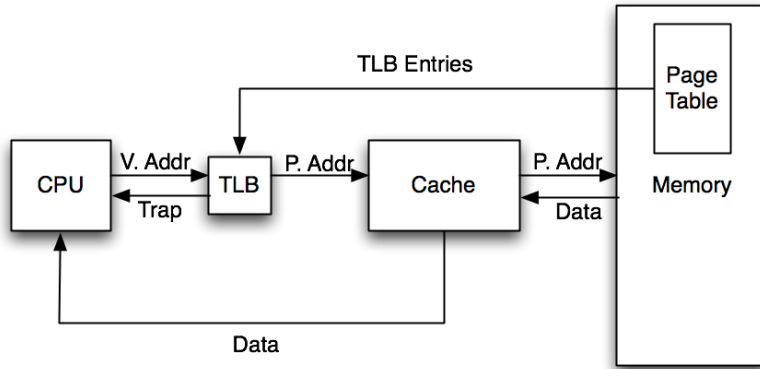 TLB Entries
Page
Table
CPU
V. Addr
Trap
TLB
P. Addr
Cache
P. Addr
Data
Memory
Data